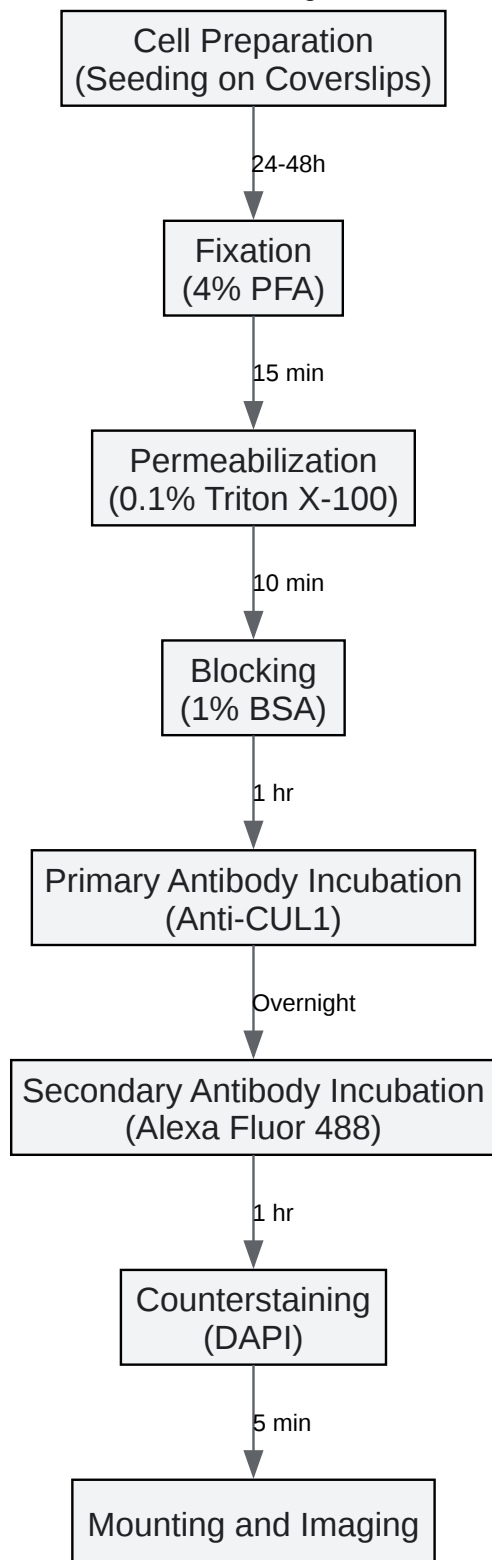 Cell Preparation
(Seeding on Coverslips)
24-48h
Fixation
(4% PFA)
15 min
Permeabilization
(0.1% Triton X-100)
10 min
Blocking
(1% BSA)
1 hr
Primary Antibody Incubation
(Anti-CUL1)
Overnight
Secondary Antibody Incubation
(Alexa Fluor 488)
1 hr
Counterstaining
(DAPI)
5 min
Mounting and Imaging